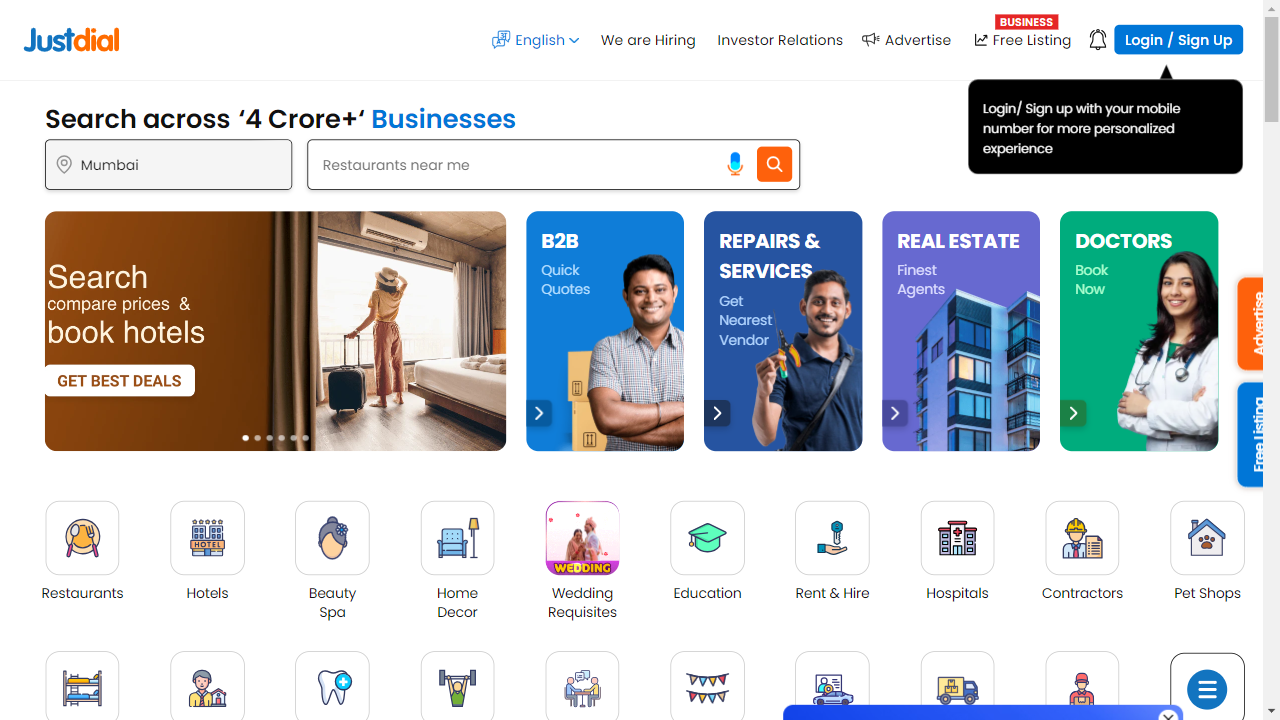 Justdial
English
We are Hiring
Investor Relations
Advertise
BUSINESS
Free Listing
Login / Sign Up
Login/ Sign up with your mobile
number for more personalized
experience
Search across ‘4 Crore+‘ Businesses
Mumbai
Restaurants near me
Search
compare prices &
book hotels
GET BEST DEALS
B2B
Quick
Quotes
REPAIRS &
SERVICES
Get
Nearest
Vendor
REAL ESTATE
Finest
Agents
DOCTORS
Book
Now
Advertise
Free Listing
HOTEL
WEDDING
Restaurants
Hotels
Beauty
Spa
Home
Decor
Wedding
Requisites
Education
Rent & Hire
Hospitals
Contractors
Pet Shops